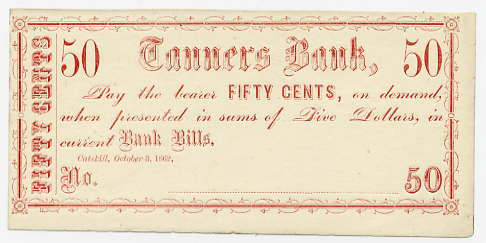 50 Tanners Bank, 50
FIFTY CENTS
Pay the bearer FIFTY CENTS, on demand,
when presented in sums of Five Dollars, in
current Bank Bills.
Catskill, October 8, 1862,
No. 50